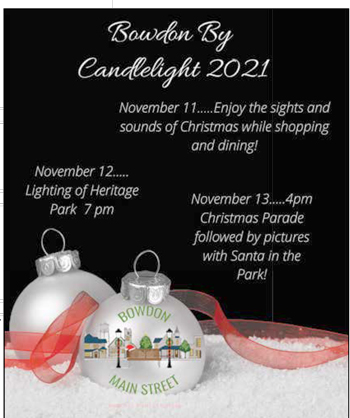 Bowdon By
Candlelight 2021
November 11.....Enjoy the sights and
sounds of Christmas while shopping
and dining!
November 12.....
Lighting of Heritage
Park 7 pm
November 13.....4pm
Christmas Parade
followed by pictures
with Santa in the
Park!
BOWDON
MAIN STREET